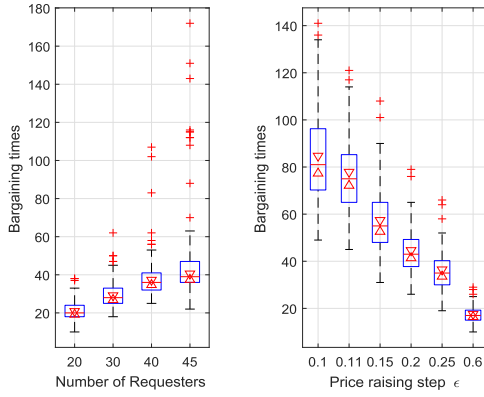 180
160
140
120
100
80
60
40
20
Bargaining times
20 30 40 45
Number of Requesters
140
120
100
80
60
40
20
Bargaining times
0.1 0.11 0.15 0.2 0.25 0.6
Price raising step ϵ